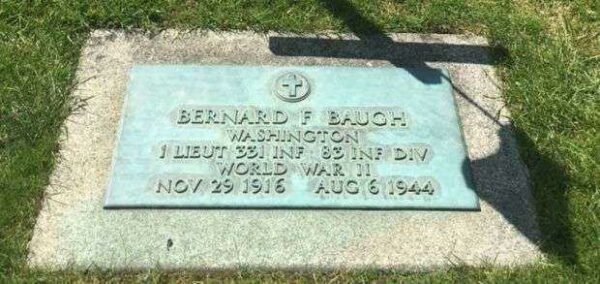 BERNARD F BAUGH
WASHINGTON
1 LIEUT 331 INF 83 INF DIV
WORLD WAR II
NOV 29 1916 AUG 6 1944